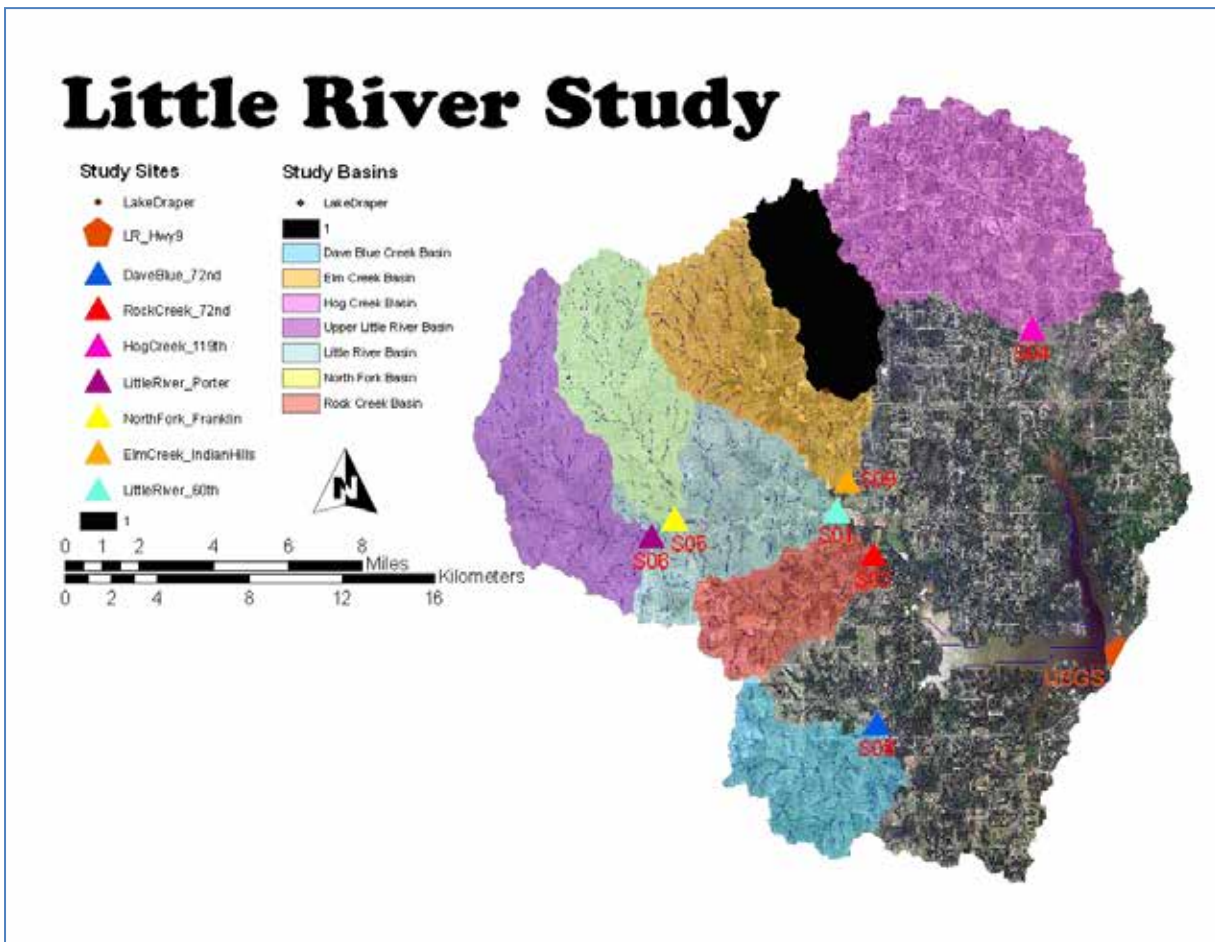 Little River Study
Study Sites
LakeDraper
LR_Hwy9
DaveBlue_72nd
RockCreek_72nd
HogCreek_119th
LittleRiver_Porter
NorthFork_Franklin
ElmCreek_IndianHills
LittleRiver_60th
1
Study Basins
LakeDraper
1
Dave Blue Creek Basin
Elm Creek Basin
Hog Creek Basin
Upper Little River Basin
Little River Basin
North Fork Basin
Rock Creek Basin
N
0 1 2 4 6 8 Miles
Kilometers
0 2 4 8 12 16
S09
S01
S05
S06
USGS